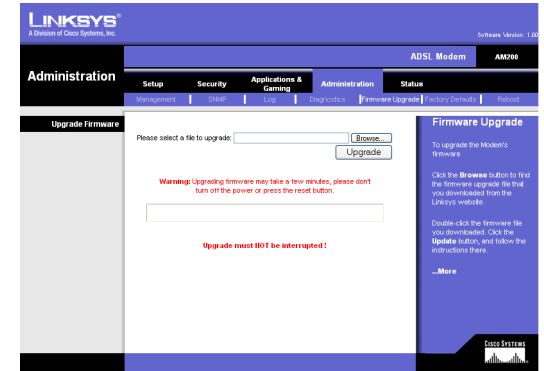 LINKSYS®
A Division of Cisco Systems, Inc.
Software Version: 1.00
ADSL Modem
AM200
Administration
Setup
Security
Applications & Gaming
Administration
Status
Management
SNMP
Log
Diagnostics
Firmware Upgrade
Factory Defaults
Reboot
Upgrade Firmware
Please select a file to upgrade:
Browse...
Upgrade
Warning: Upgrading firmware may take a few minutes, please don't
turn off the power or press the reset button.
Upgrade must NOT be interrupted !
Firmware Upgrade
To upgrade the Modem's
firmware
Click the Browse button to find
the firmware upgrade file that
you downloaded from the
Linksys website.
Double-click the firmware file
you downloaded. Click the
Update button, and follow the
instructions there.
...More
CISCO SYSTEMS